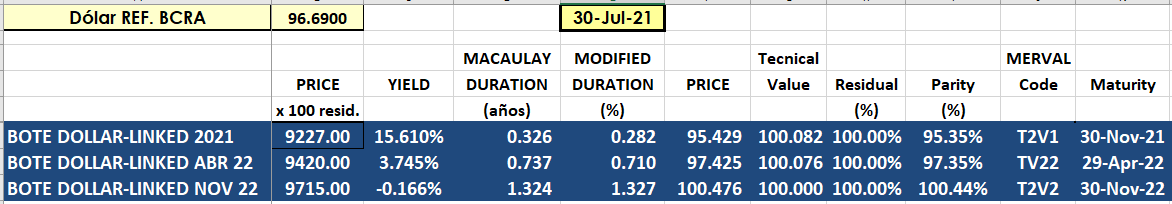 Dólar REF. BCRA 96.6900 30-Jul-21
MACAULAY MODIFIED Tecnical MERVAL
PRICE YIELD DURATION DURATION PRICE Value Residual Parity Code Maturity
x 100 resid. (años) (%) (%) (%)
BOTE DOLLAR-LINKED 2021 9227.00 15.610% 0.326 0.282 95.429 100.082 100.00% 95.35% T2V1 30-Nov-21
BOTE DOLLAR-LINKED ABR 22 9420.00 3.745% 0.737 0.710 97.425 100.076 100.00% 97.35% TV22 29-Apr-22
BOTE DOLLAR-LINKED NOV 22 9715.00 -0.166% 1.324 1.327 100.476 100.000 100.00% 100.44% T2V2 30-Nov-22